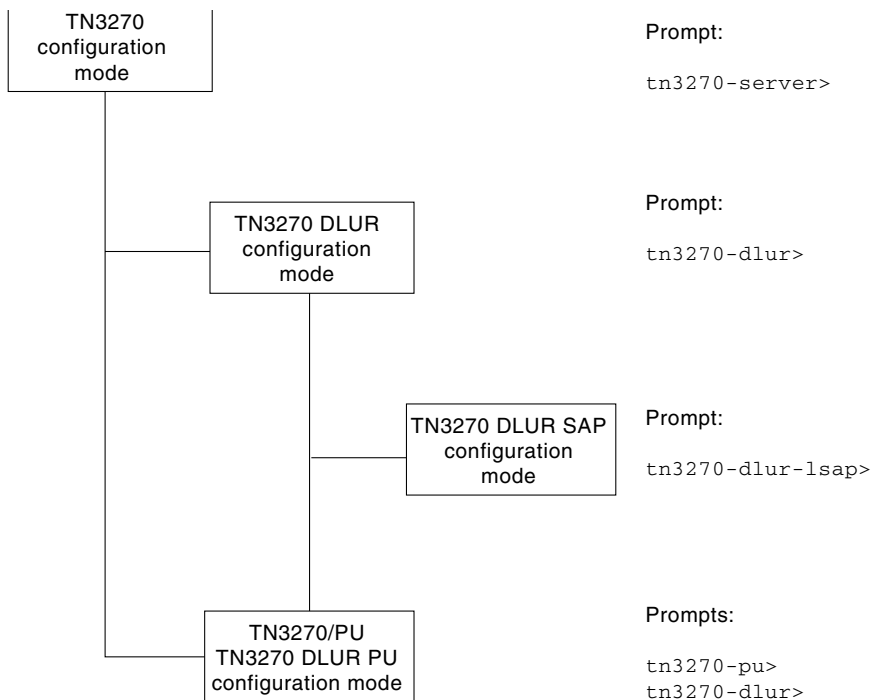 TN3270
configuration
mode
Prompt:
tn3270-server>
TN3270 DLUR
configuration
mode
Prompt:
tn3270-dlur>
TN3270 DLUR SAP
configuration
mode
Prompt:
tn3270-dlur-lsap>
TN3270/PU
TN3270 DLUR PU
configuration mode
Prompts:
tn3270-pu>
tn3270-dlur>